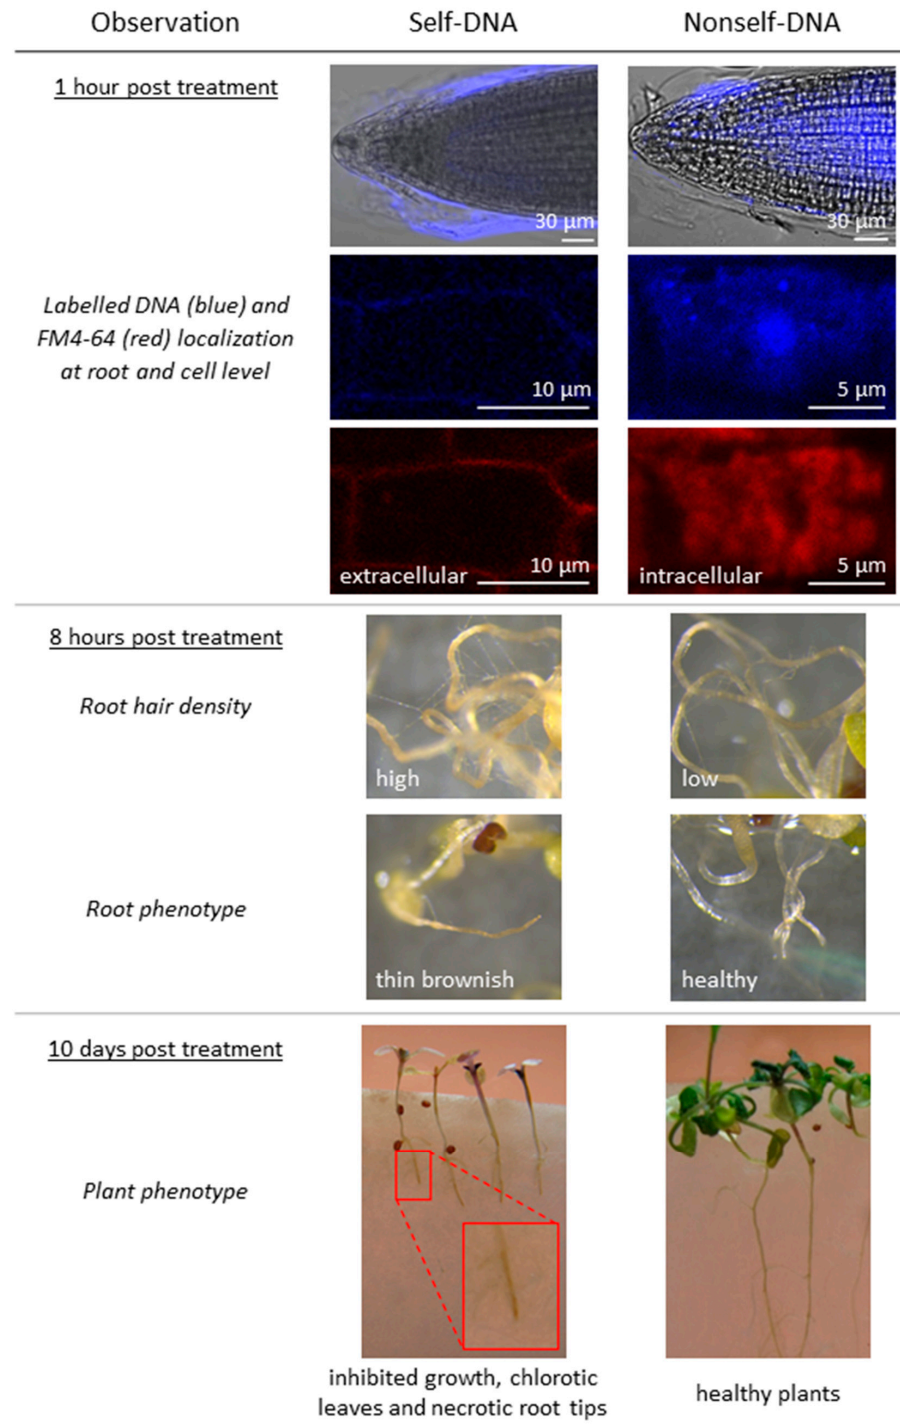 Observation Self-DNA Nonself-DNA
1 hour post treatment
30 µm
30 µm
Labelled DNA (blue) and
FM4-64 (red) localization
at root and cell level
10 µm
5 µm
extracellular 10 µm
intracellular 5 µm
8 hours post treatment
Root hair density
high
low
Root phenotype
thin brownish
healthy
10 days post treatment
Plant phenotype
inhibited growth, chlorotic
leaves and necrotic root tips
healthy plants